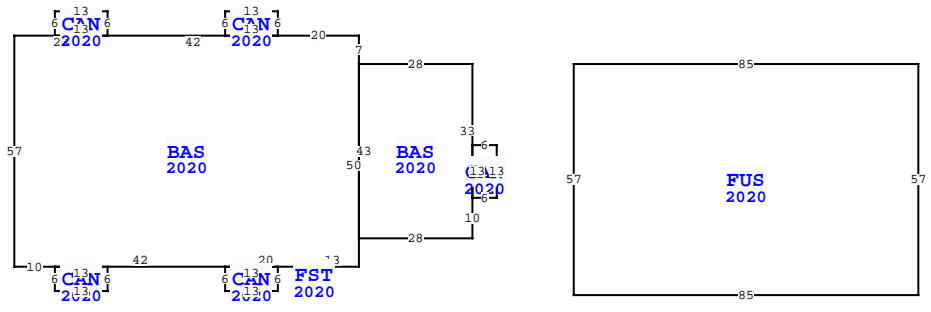 13 13
6 CAN 6 6 CAN 6
13 13
2020 42 2020 20
7
28 85
33
6
57 BAS 43 BAS 57 FUS 57
2020 50 2020 2020
13 13
2020
6
10
28
10 42 20 13
13 13 FST
6 CAN 6 6 CAN 6 2020
13 13
2020 2020
85